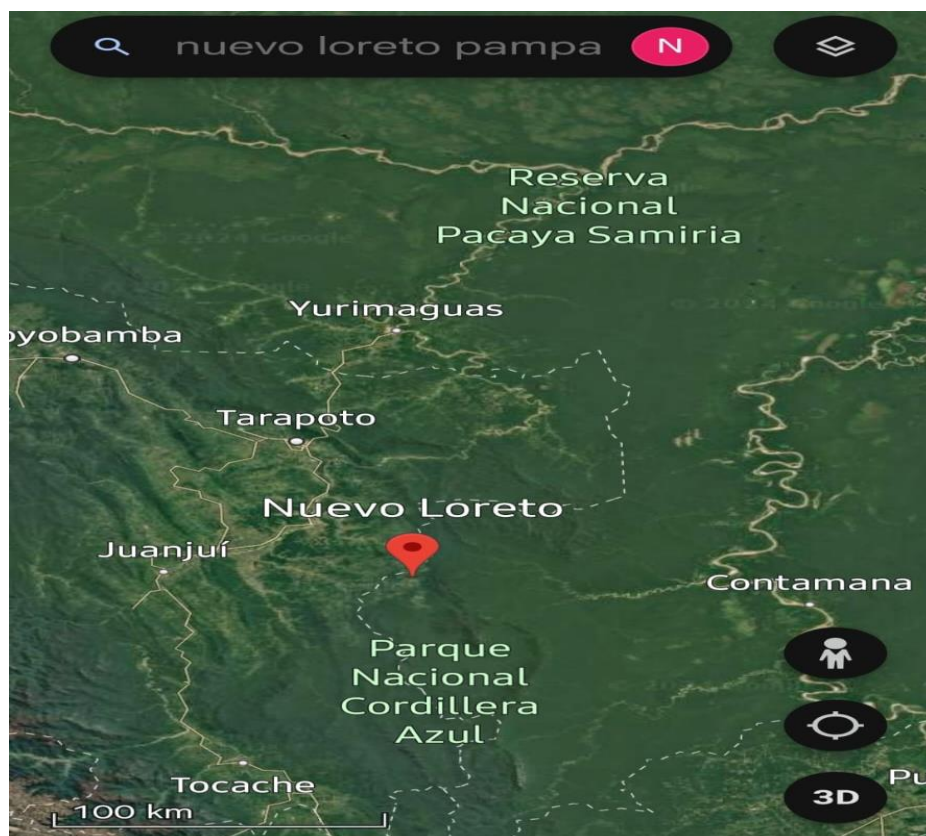 nuevo loreto pampa
N
Reserva
Nacional
Pacaya Samiria
Yurimaguas
oyobamba
Tarapoto
Nuevo Loreto
Juanjuí
Contamana
Parque
Nacional
Cordillera
Azul
Tocache
Pu
3D
100 km